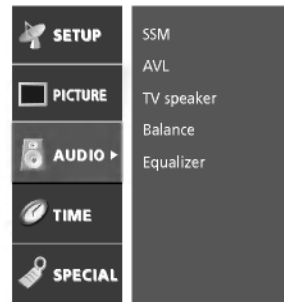 SETUP
PICTURE
AUDIO
TIME
SPECIAL
SSM
AVL
TV speaker
Balance
Equalizer